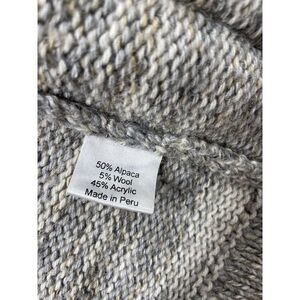 50% Alpaca
5% Wool
45% Acrylic
Made in Peru